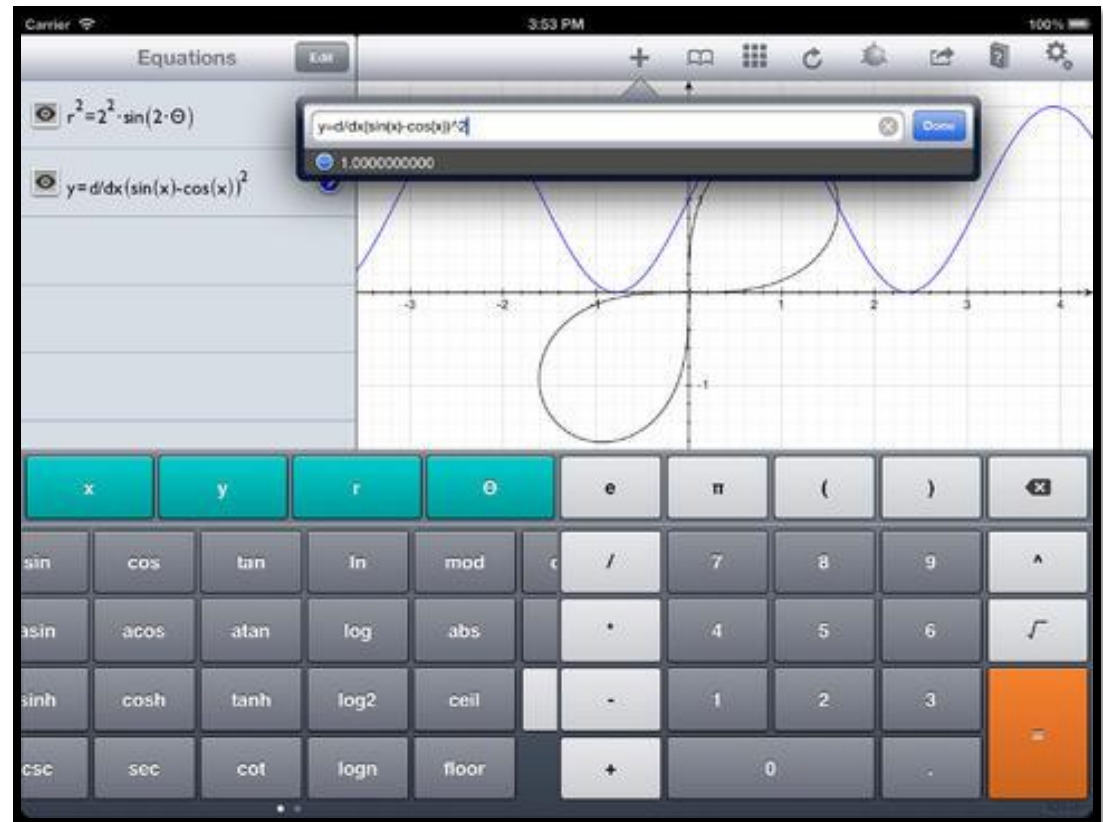 Carrier 3:53 PM 100%
Equations Edit
r²=2²·sin(2·Θ)
y=d/dx(sin(x)-cos(x))^2 Done
1.0000000000
y=d/dx(sin(x)-cos(x))²
-3 -2 -1 1 2 3 4
1
-1
x y r Θ e π ( )
sin cos tan ln mod / 7 8 9 ^
asin acos atan log abs * 4 5 6 √
sinh cosh tanh log2 ceil - 1 2 3 =
csc sec cot logn floor + 0 .